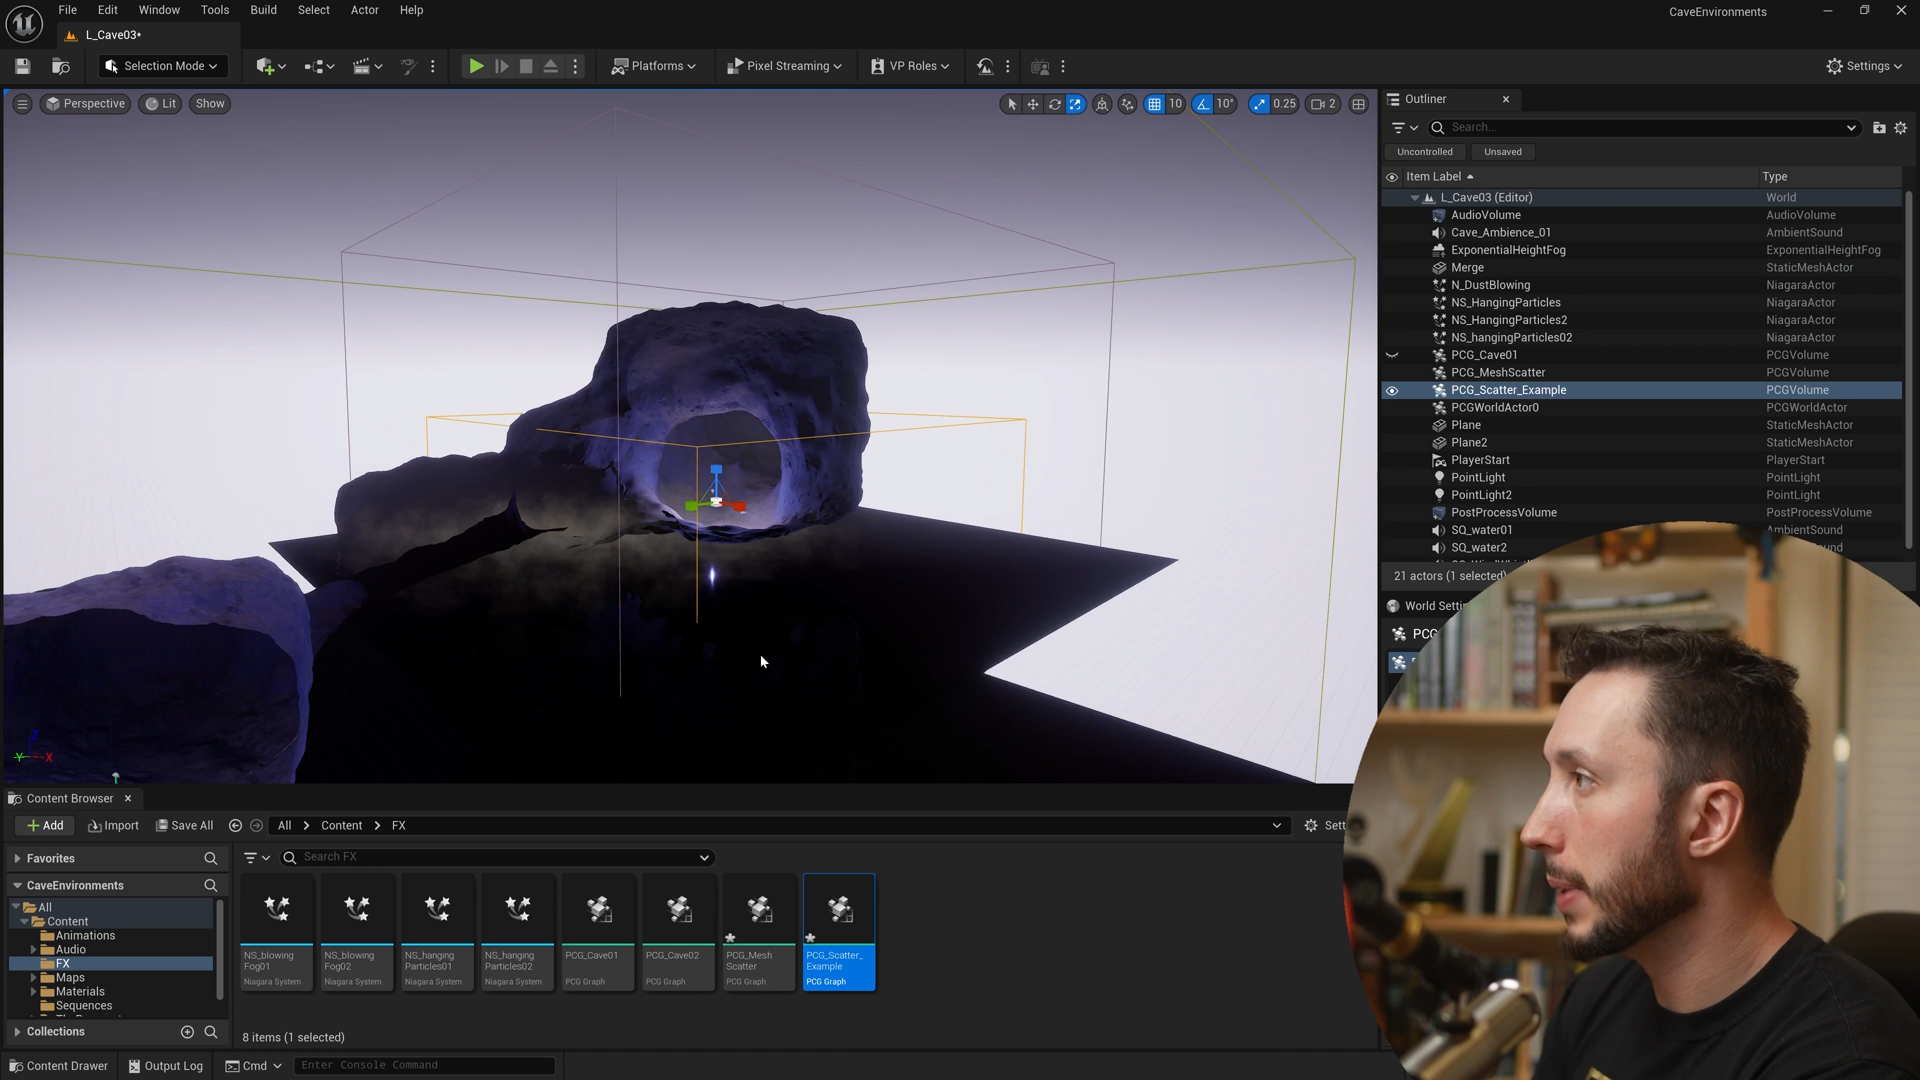 File Edit Window Tools Build Select Actor Help
CaveEnvironments
L_Cave03*
Selection Mode
Platforms
Pixel Streaming
VP Roles
Settings
Perspective Lit Show
10 10° 0.25 2
Outliner
Search...
Uncontrolled Unsaved
Item Label Type
L_Cave03 (Editor) World
AudioVolume AudioVolume
Cave_Ambience_01 AmbientSound
ExponentialHeightFog ExponentialHeightFog
Merge StaticMeshActor
N_DustBlowing NiagaraActor
NS_HangingParticles NiagaraActor
NS_HangingParticles2 NiagaraActor
NS_hangingParticles02 NiagaraActor
PCG_Cave01 PCGVolume
PCG_MeshScatter PCGVolume
PCG_Scatter_Example PCGVolume
PCGWorldActor0 PCGWorldActor
Plane StaticMeshActor
Plane2 StaticMeshActor
PlayerStart PlayerStart
PointLight PointLight
PointLight2 PointLight
PostProcessVolume PostProcessVolume
SQ_water01 AmbientSound
SQ_water2
21 actors (1 selected)
World Setti
PCG
Z
Y X
Content Browser
Add Import Save All All Content FX Sett
Favorites
Search FX
CaveEnvironments
All
Content
Animations
Audio
FX
Maps
Materials
Sequences
Collections
NS_blowing
Fog01
Niagara System
NS_blowing
Fog02
Niagara System
NS_hanging
Particles01
Niagara System
NS_hanging
Particles02
Niagara System
PCG_Cave01
PCG Graph
PCG_Cave02
PCG Graph
PCG_Mesh
Scatter
PCG Graph
PCG_Scatter_
Example
PCG Graph
8 items (1 selected)
Content Drawer Output Log Cmd Enter Console Command